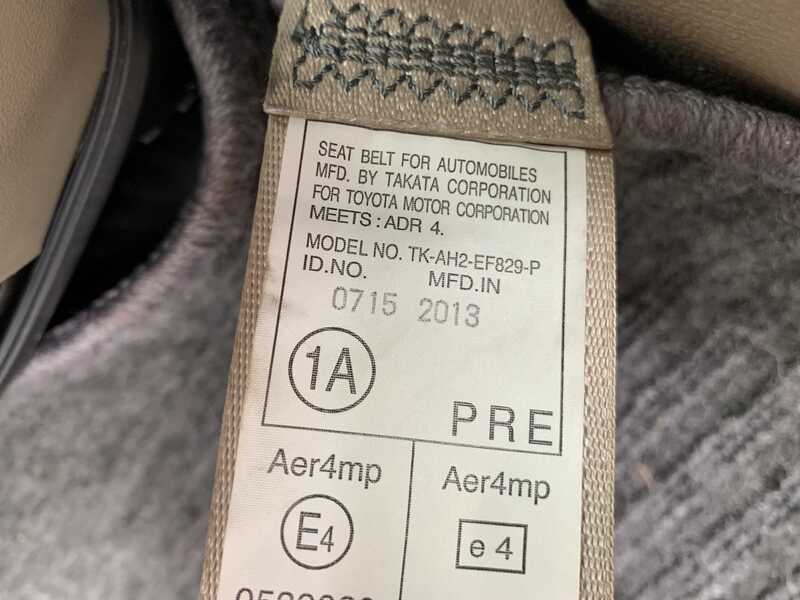 SEAT BELT FOR AUTOMOBILES
MFD. BY TAKATA CORPORATION
FOR TOYOTA MOTOR CORPORATION
MEETS : ADR 4.
MODEL NO. TK-AH2-EF829-P
ID.NO. MFD.IN
0715 2013
1A
PRE
Aer4mp Aer4mp
E4 e 4